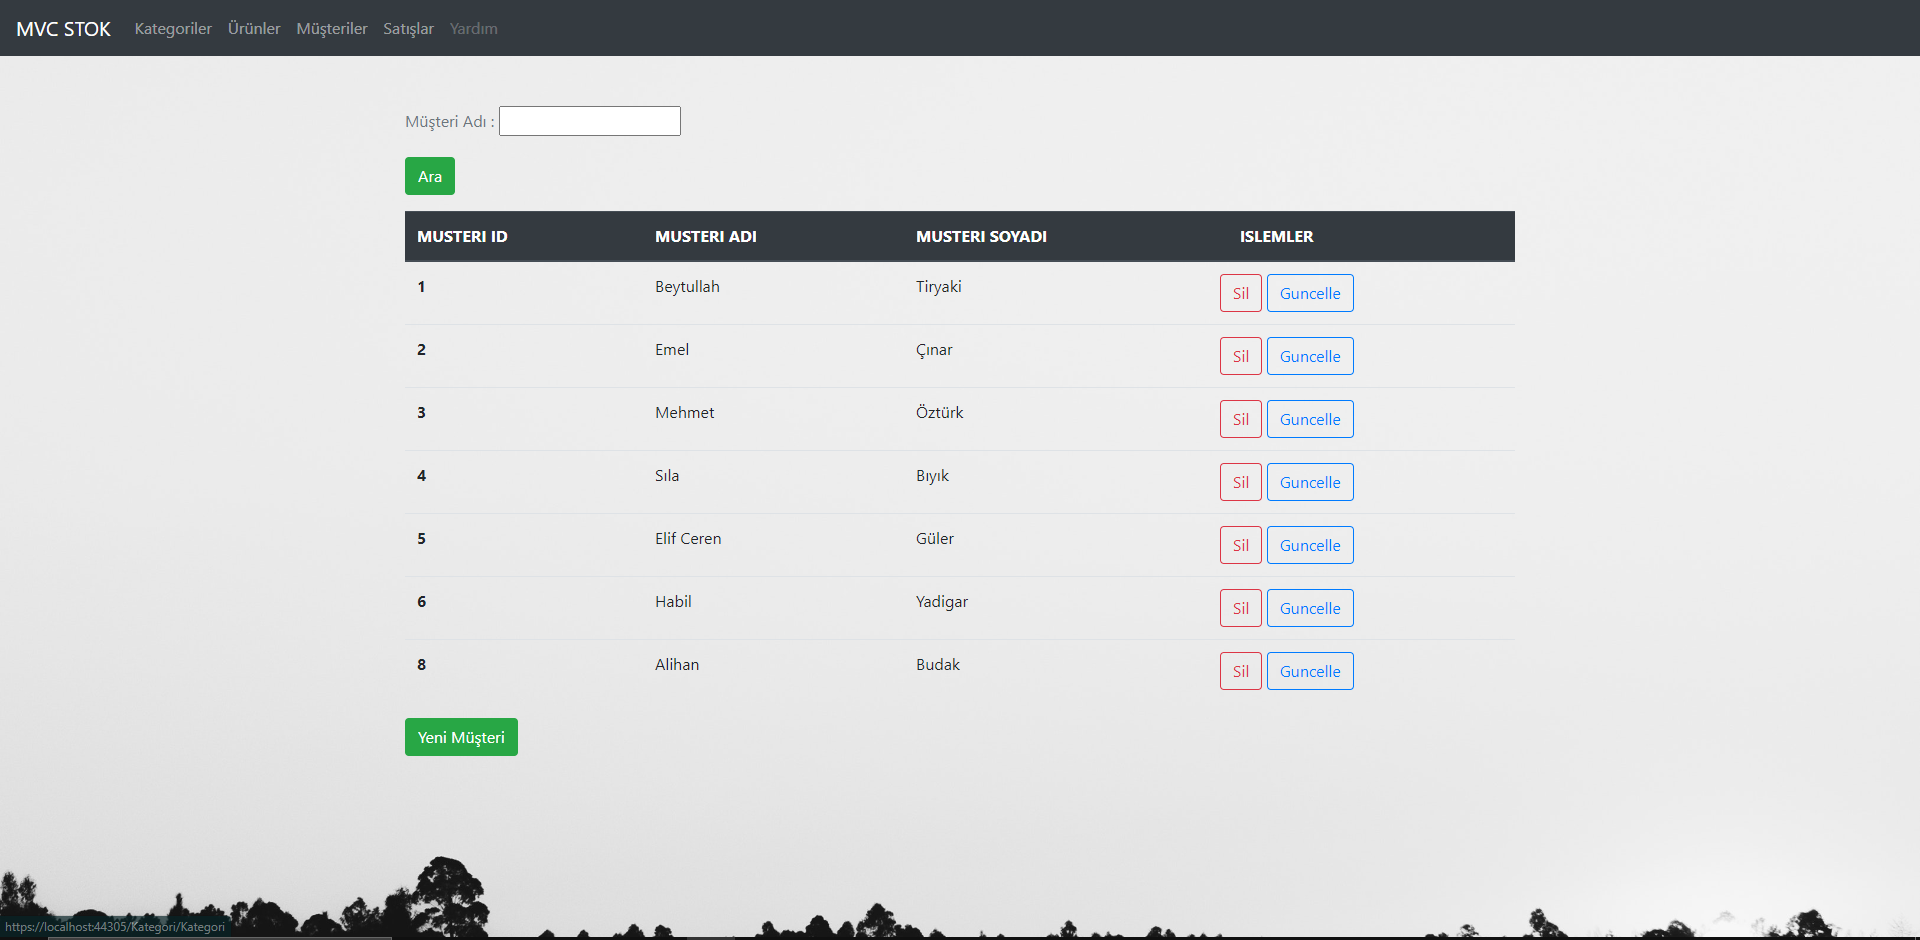 MVC STOK Kategoriler Ürünler Müşteriler Satışlar Yardım
Müşteri Adı :
Ara
MUSTERI ID MUSTERI ADI MUSTERI SOYADI ISLEMLER
1 Beytullah Tiryaki Sil Guncelle
2 Emel Çınar Sil Guncelle
3 Mehmet Öztürk Sil Guncelle
4 Sıla Bıyık Sil Guncelle
5 Elif Ceren Güler Sil Guncelle
6 Habil Yadigar Sil Guncelle
8 Alihan Budak Sil Guncelle
Yeni Müşteri
https://localhost:44305/Kategori/Kategori